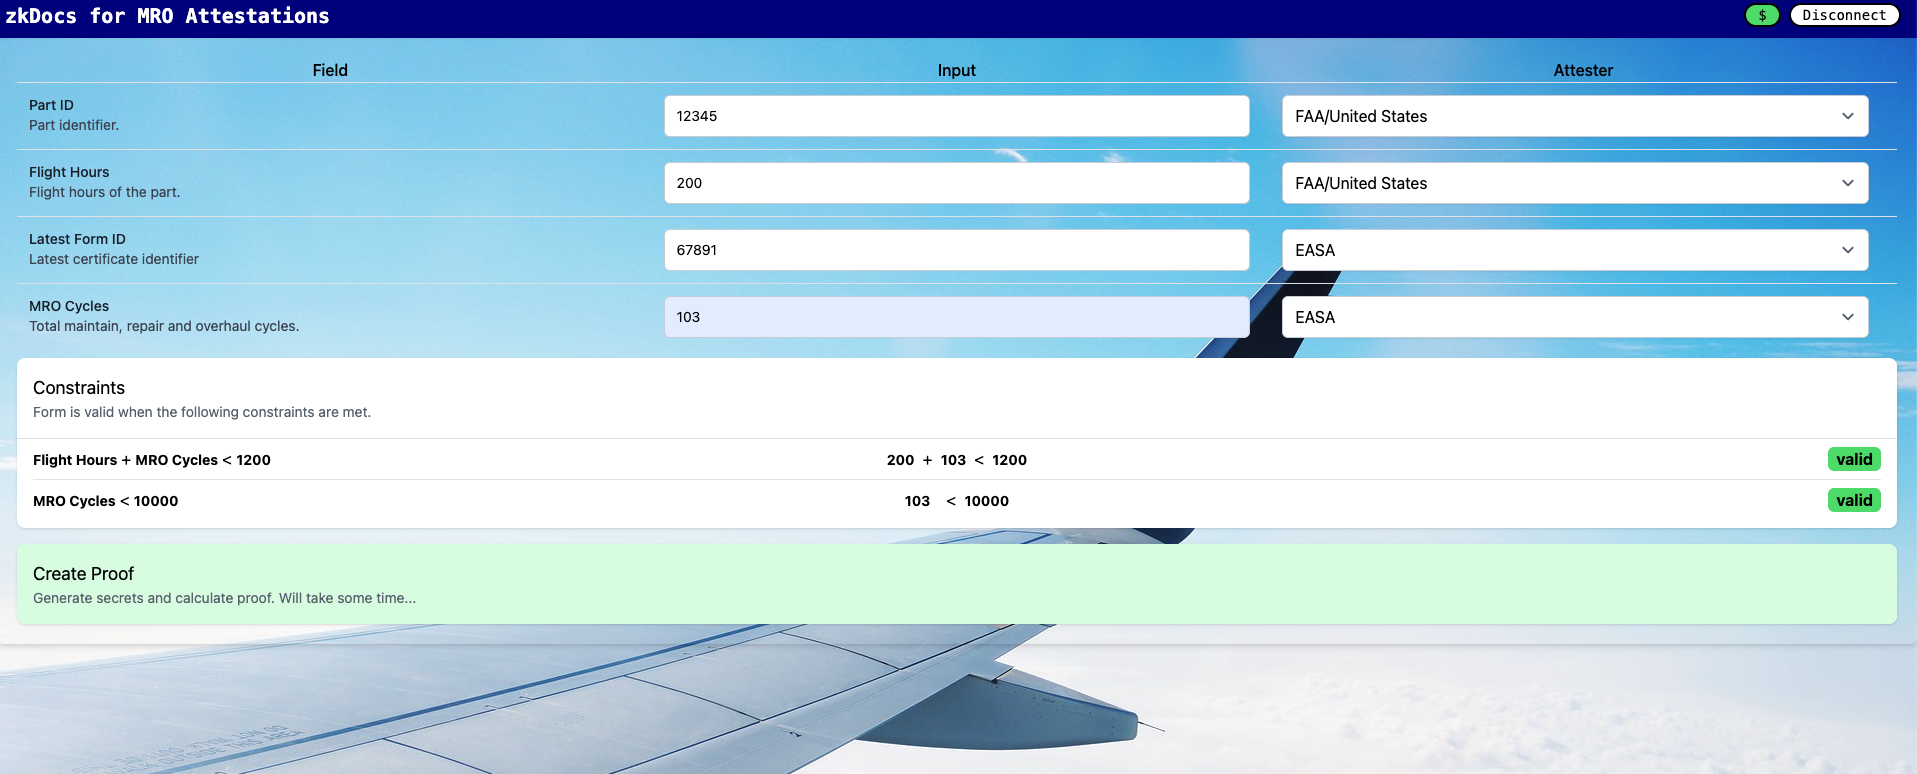 zkDocs for MRO Attestations
$ Disconnect
Field Input Attester
Part ID
Part identifier.
12345
FAA/United States
Flight Hours
Flight hours of the part.
200
FAA/United States
Latest Form ID
Latest certificate identifier
67891
EASA
MRO Cycles
Total maintain, repair and overhaul cycles.
103
EASA
Constraints
Form is valid when the following constraints are met.
Flight Hours + MRO Cycles < 1200 200 + 103 < 1200 valid
MRO Cycles < 10000 103 < 10000 valid
Create Proof
Generate secrets and calculate proof. Will take some time...